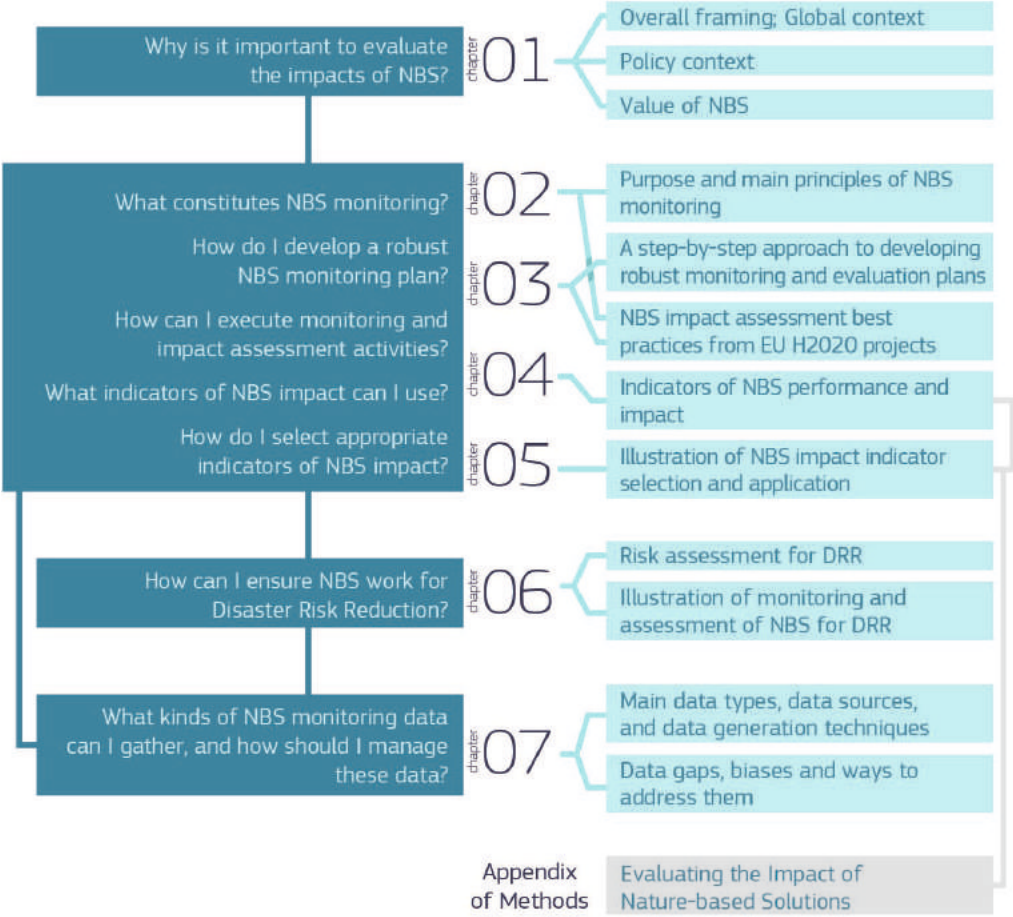 Why is it important to evaluate
the impacts of NBS?
chapter
01
Overall framing; Global context
Policy context
Value of NBS
What constitutes NBS monitoring?
How do I develop a robust
NBS monitoring plan?
How can I execute monitoring and
impact assessment activities?
What indicators of NBS impact can I use?
How do I select appropriate
indicators of NBS impact?
chapter
02
chapter
03
chapter
04
chapter
05
Purpose and main principles of NBS
monitoring
A step-by-step approach to developing
robust monitoring and evaluation plans
NBS impact assessment best
practices from EU H2020 projects
Indicators of NBS performance and
impact
Illustration of NBS impact indicator
selection and application
How can I ensure NBS work for
Disaster Risk Reduction?
chapter
06
Risk assessment for DRR
Illustration of monitoring and
assessment of NBS for DRR
What kinds of NBS monitoring data
can I gather, and how should I manage
these data?
chapter
07
Main data types, data sources,
and data generation techniques
Data gaps, biases and ways to
address them
Appendix
of Methods
Evaluating the Impact of
Nature-based Solutions